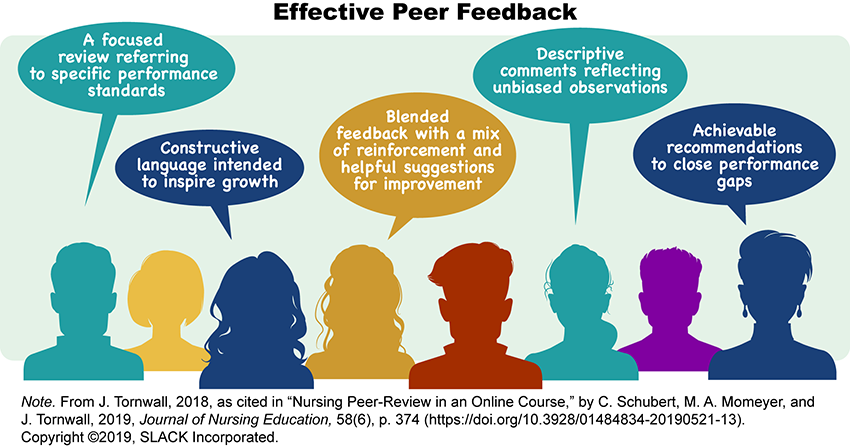 Effective Peer Feedback
A focused
review referring
to specific performance
standards
Constructive
language intended
to inspire growth
Blended
feedback with a mix
of reinforcement and
helpful suggestions
for improvement
Descriptive
comments reflecting
unbiased observations
Achievable
recommendations
to close performance
gaps
Note. From J. Tornwall, 2018, as cited in “Nursing Peer-Review in an Online Course,” by C. Schubert, M. A. Momeyer, and
J. Tornwall, 2019, Journal of Nursing Education, 58(6), p. 374 (https://doi.org/10.3928/01484834-20190521-13).
Copyright ©2019, SLACK Incorporated.